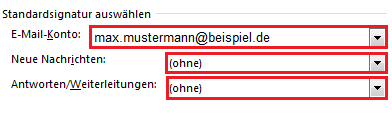 Standardsignatur auswählen
E-Mail-Konto: max.mustermann@beispiel.de
Neue Nachrichten: (ohne)
Antworten/Weiterleitungen: (ohne)